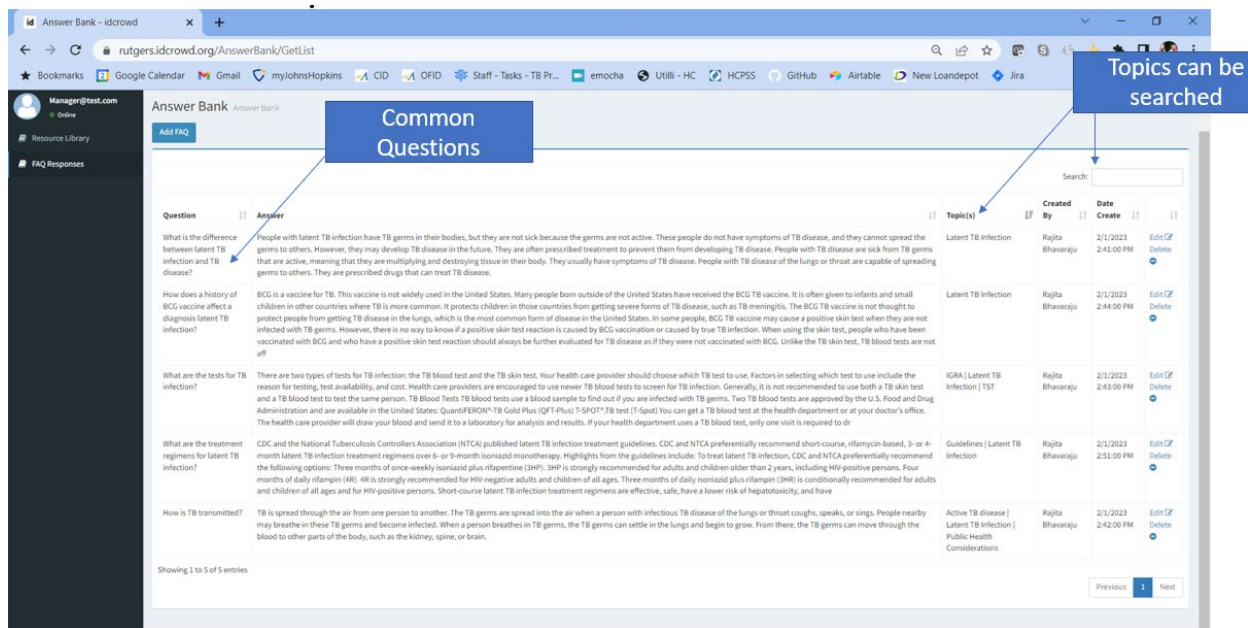 Answer Bank - idcrowd
rutgers.idcrowd.org/AnswerBank/GetList
Bookmarks Google Calendar Gmail myJohnsHopkins CID OFID Staff - Tasks - TB Pr... emocha Utilli - HC HCPSS GitHub Airtable New Loandepot Jira
Topics can be
searched
Manager@test.com
Online
Resource Library
FAQ Responses
Answer Bank Answer Bank
Add FAQ
Common
Questions
Search:
Question Answer Topic(s) Created By Date Create
What is the difference
between latent TB
infection and TB
disease?
People with latent TB infection have TB germs in their bodies, but they are not sick because the germs are not active. These people do not have symptoms of TB disease, and they cannot spread the
germs to others. However, they may develop TB disease in the future. They are often prescribed treatment to prevent them from developing TB disease. People with TB disease are sick from TB germs
that are active, meaning that they are multiplying and destroying tissue in their body. They usually have symptoms of TB disease. People with TB disease of the lungs or throat are capable of spreading
germs to others. They are prescribed drugs that can treat TB disease.
Latent TB Infection
Rajita
Bhavaraju
2/1/2023
2:41:00 PM
Edit
Delete
How does a history of
BCG vaccine affect a
diagnosis latent TB
infection?
BCG is a vaccine for TB. This vaccine is not widely used in the United States. Many people born outside of the United States have received the BCG TB vaccine. It is often given to infants and small
children in other countries where TB is more common. It protects children in those countries from getting severe forms of TB disease, such as TB meningitis. The BCG TB vaccine is not thought to
protect people from getting TB disease in the lungs, which is the most common form of disease in the United States. In some people, BCG TB vaccine may cause a positive skin test when they are not
infected with TB germs. However, there is no way to know if a positive skin test reaction is caused by BCG vaccination or caused by true TB infection. When using the skin test, people who have been
vaccinated with BCG and who have a positive skin test reaction should always be further evaluated for TB disease as if they were not vaccinated with BCG. Unlike the TB skin test, TB blood tests are not
aff
Latent TB Infection
Rajita
Bhavaraju
2/1/2023
2:44:00 PM
Edit
Delete
What are the tests for TB
infection?
There are two types of tests for TB infection: the TB blood test and the TB skin test. Your health care provider should choose which TB test to use. Factors in selecting which test to use include the
reason for testing, test availability, and cost. Health care providers are encouraged to use newer TB blood tests to screen for TB infection. Generally, it is not recommended to use both a TB skin test
and a TB blood test to test the same person. TB Blood Tests TB blood tests use a blood sample to find out if you are infected with TB germs. Two TB blood tests are approved by the U.S. Food and Drug
Administration and are available in the United States: QuantiFERON®-TB Gold Plus (QFT-Plus) T-SPOT®.TB test (T-Spot) You can get a TB blood test at the health department or at your doctor's office.
The health care provider will draw your blood and send it to a laboratory for analysis and results. If your health department uses a TB blood test, only one visit is required to dr
IGRA | Latent TB
Infection | TST
Rajita
Bhavaraju
2/1/2023
2:43:00 PM
Edit
Delete
What are the treatment
regimens for latent TB
infection?
CDC and the National Tuberculosis Controllers Association (NTCA) published latent TB infection treatment guidelines. CDC and NTCA preferentially recommend short-course, rifamycin-based, 3- or 4-
month latent TB infection treatment regimens over 6- or 9-month isoniazid monotherapy. Highlights from the guidelines include: To treat latent TB infection, CDC and NTCA preferentially recommend
the following options: Three months of once-weekly isoniazid plus rifapentine (3HP). 3HP is strongly recommended for adults and children older than 2 years, including HIV-positive persons. Four
months of daily rifampin (4R). 4R is strongly recommended for HIV-negative adults and children of all ages. Three months of daily isoniazid plus rifampin (3HR) is conditionally recommended for adults
and children of all ages and for HIV-positive persons. Short-course latent TB infection treatment regimens are effective, safe, have a lower risk of hepatotoxicity, and have
Guidelines | Latent TB
Infection
Rajita
Bhavaraju
2/1/2023
2:51:00 PM
Edit
Delete
How is TB transmitted?
TB is spread through the air from one person to another. The TB germs are spread into the air when a person with infectious TB disease of the lungs or throat coughs, speaks, or sings. People nearby
may breathe in these TB germs and become infected. When a person breathes in TB germs, the TB germs can settle in the lungs and begin to grow. From there, the TB germs can move through the
blood to other parts of the body, such as the kidney, spine, or brain.
Active TB disease |
Latent TB Infection |
Public Health
Considerations
Rajita
Bhavaraju
2/1/2023
2:42:00 PM
Edit
Delete
Showing 1 to 5 of 5 entries
Previous 1 Next